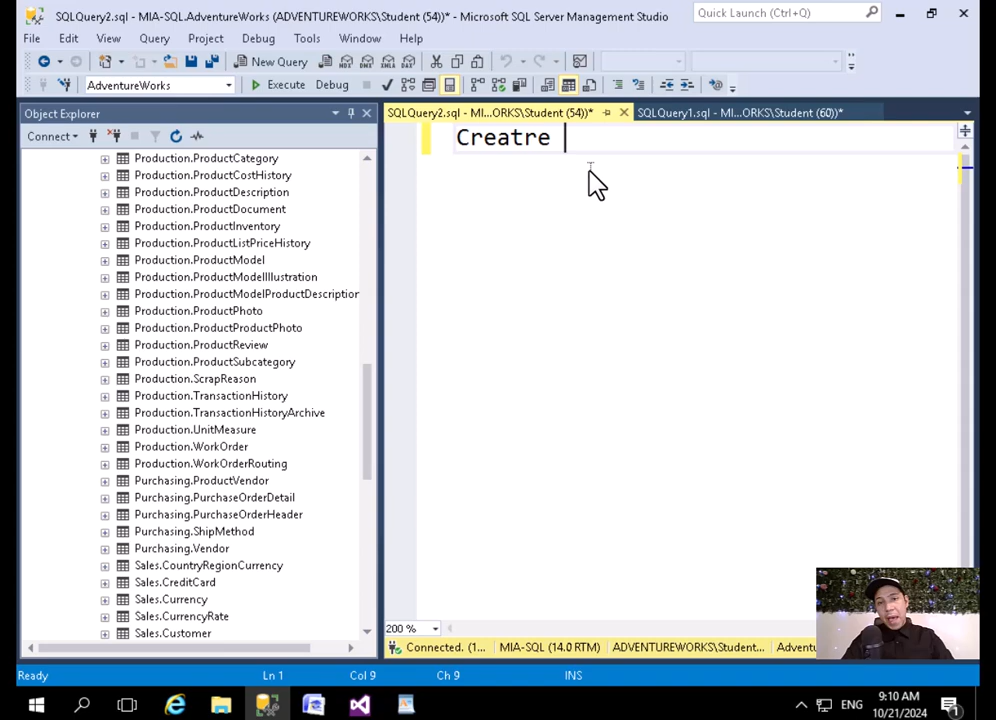 SQLQuery2.sql - MIA-SQL.AdventureWorks (ADVENTUREWORKS\Student (54))* - Microsoft SQL Server Management Studio
Quick Launch (Ctrl+Q)
File Edit View Query Project Debug Tools Window Help
New Query
MDX DMX XMLA DAX
AdventureWorks Execute Debug
Object Explorer
SQLQuery2.sql - MI...ORKS\Student (54))* SQLQuery1.sql - MI...ORKS\Student (60))*
Connect
Creatre
Production.ProductCategory
Production.ProductCostHistory
Production.ProductDescription
Production.ProductDocument
Production.ProductInventory
Production.ProductListPriceHistory
Production.ProductModel
Production.ProductModelIllustration
Production.ProductModelProductDescription
Production.ProductPhoto
Production.ProductProductPhoto
Production.ProductReview
Production.ProductSubcategory
Production.ScrapReason
Production.TransactionHistory
Production.TransactionHistoryArchive
Production.UnitMeasure
Production.WorkOrder
Production.WorkOrderRouting
Purchasing.ProductVendor
Purchasing.PurchaseOrderDetail
Purchasing.PurchaseOrderHeader
Purchasing.ShipMethod
Purchasing.Vendor
Sales.CountryRegionCurrency
Sales.CreditCard
Sales.Currency
Sales.CurrencyRate
Sales.Customer
200 %
Connected. (1... MIA-SQL (14.0 RTM) ADVENTUREWORKS\Student... Adventu
Ready Ln 1 Col 9 Ch 9 INS
ENG
9:10 AM
10/21/2024
1